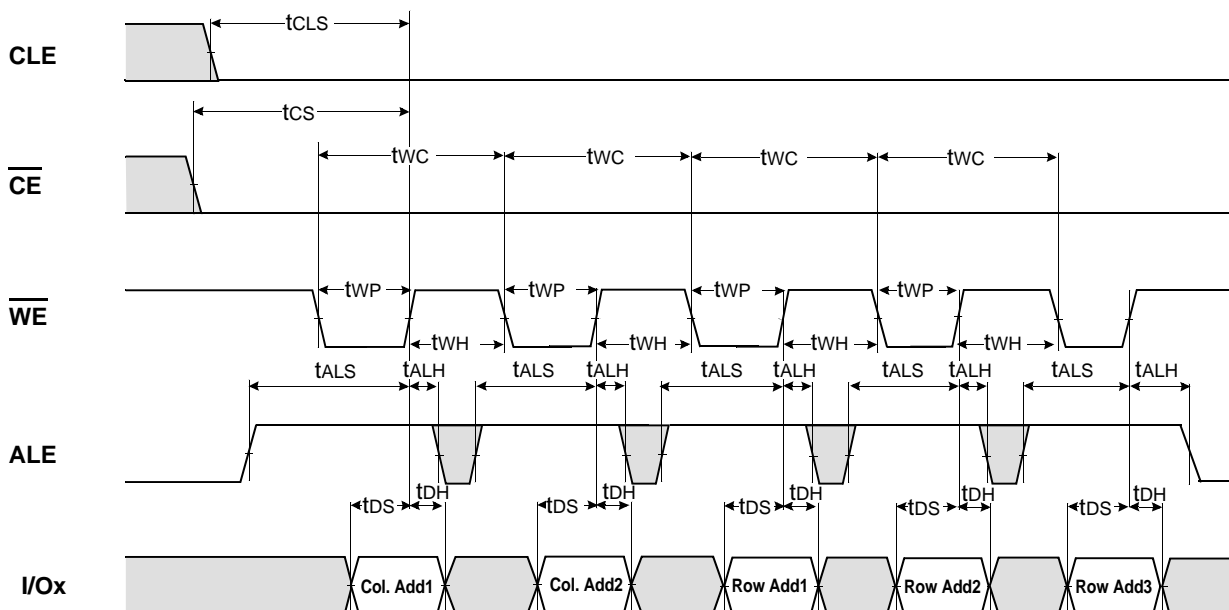 tCLS
CLE
tCS
tWC tWC tWC tWC
CE
tWP tWP tWP tWP
WE
tWH tWH tWH tWH
tALS tALH tALS tALH tALS tALH tALS tALH tALS tALH
ALE
tDS tDH tDS tDH tDS tDH tDS tDH tDS tDH
I/Ox Col. Add1 Col. Add2 Row Add1 Row Add2 Row Add3